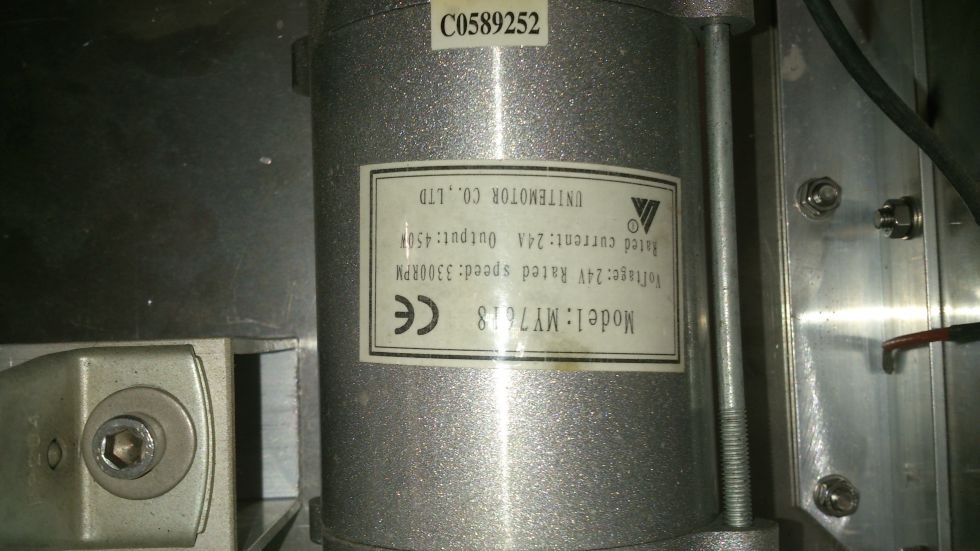 C0589252
Model:MY7618
Voltage:24V Rated speed:3300RPM
Rated current:24A Output:450W
UNITEMOTOR CO.,LTD
CE